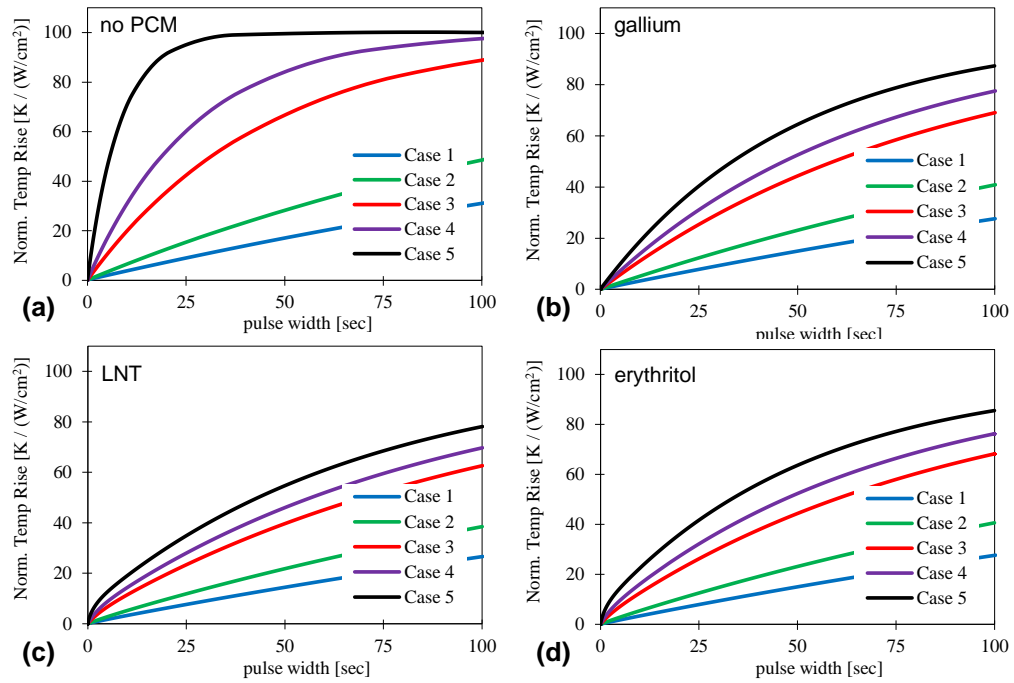 no PCM
Norm. Temp Rise [K / (W/cm²)]
100
80
60
40
20
0
Case 1
Case 2
Case 3
Case 4
Case 5
0 25 50 75 100
pulse width [sec]
(a)
gallium
Norm. Temp Rise [K / (W/cm²)]
100
80
60
40
20
0
Case 1
Case 2
Case 3
Case 4
Case 5
0 25 50 75 100
pulse width [sec]
(b)
LNT
Norm. Temp Rise [K / (W/cm²)]
100
80
60
40
20
0
Case 1
Case 2
Case 3
Case 4
Case 5
0 25 50 75 100
pulse width [sec]
(c)
erythritol
Norm. Temp Rise [K / (W/cm²)]
100
80
60
40
20
0
Case 1
Case 2
Case 3
Case 4
Case 5
0 25 50 75 100
pulse width [sec]
(d)